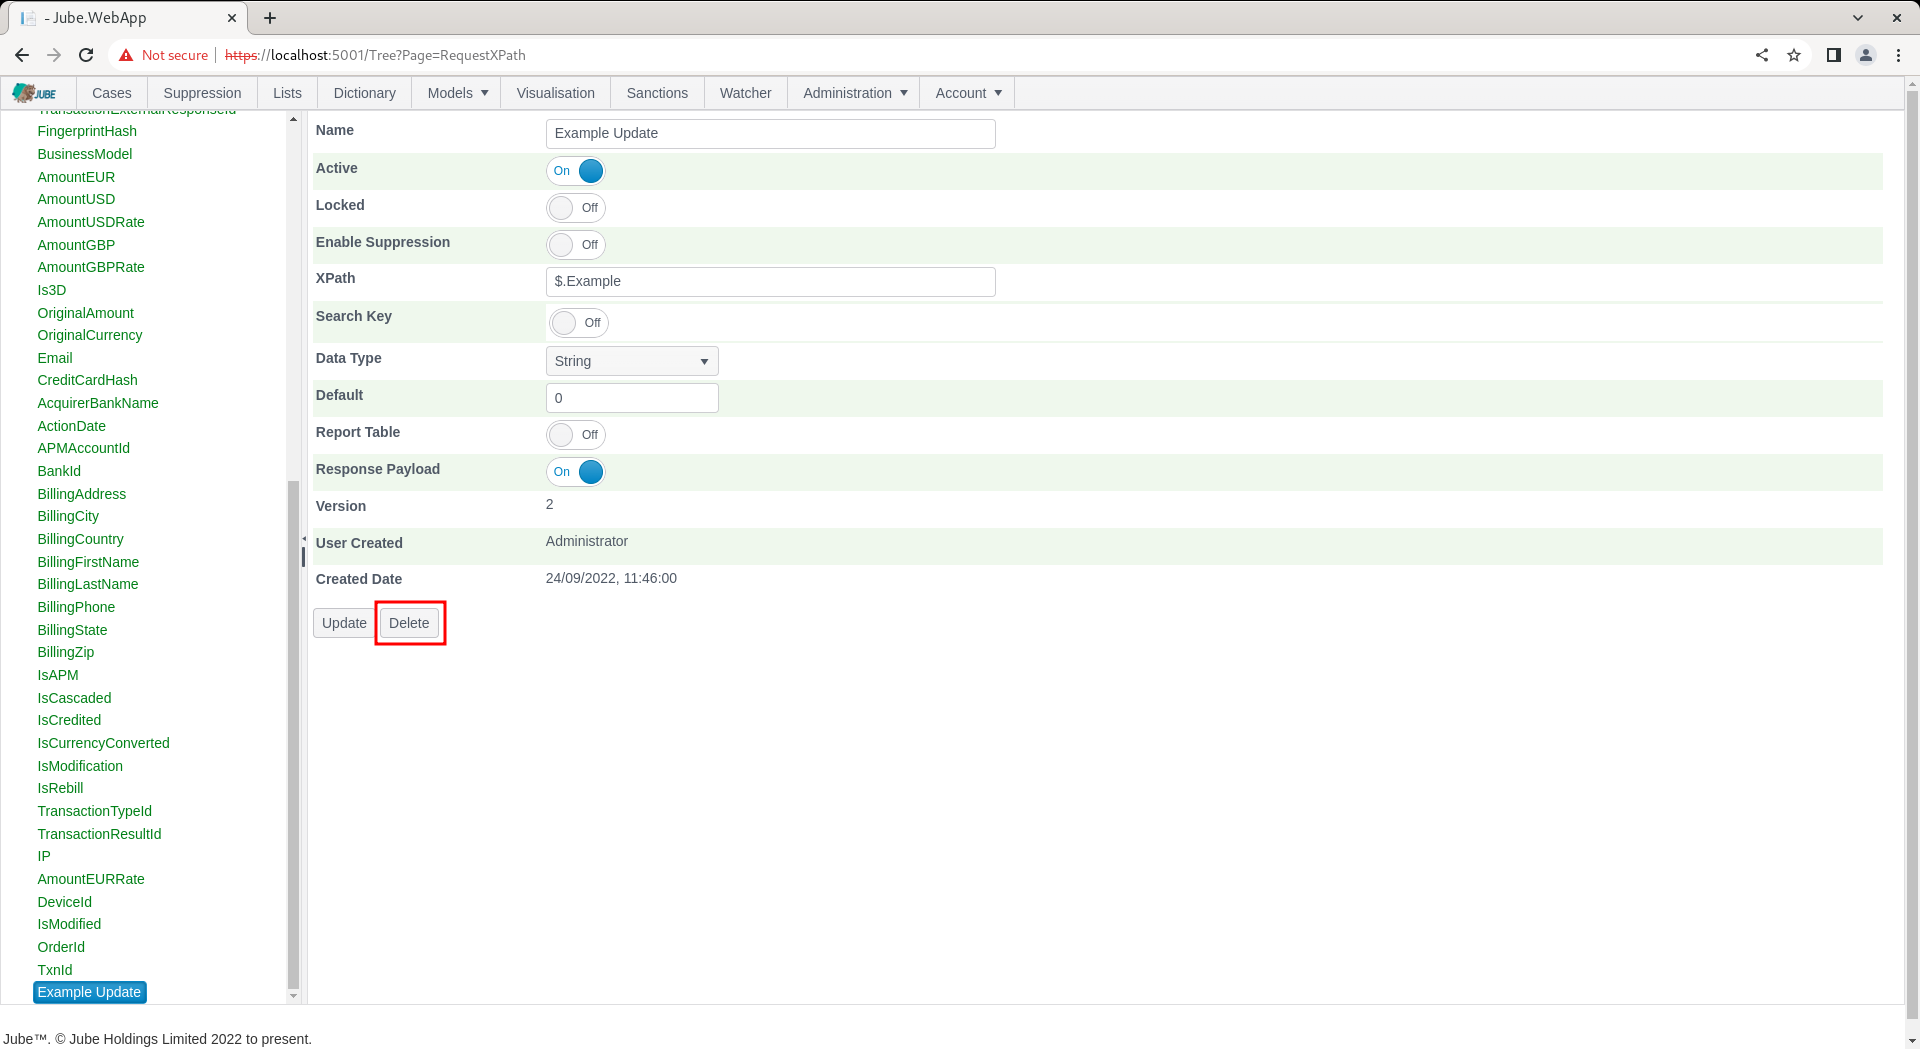 - Jube.WebApp
Not secure https://localhost:5001/Tree?Page=RequestXPath
JUBE Cases Suppression Lists Dictionary Models Visualisation Sanctions Watcher Administration Account
TransactionExternalResponseId
FingerprintHash
BusinessModel
AmountEUR
AmountUSD
AmountUSDRate
AmountGBP
AmountGBPRate
Is3D
OriginalAmount
OriginalCurrency
Email
CreditCardHash
AcquirerBankName
ActionDate
APMAccountId
BankId
BillingAddress
BillingCity
BillingCountry
BillingFirstName
BillingLastName
BillingPhone
BillingState
BillingZip
IsAPM
IsCascaded
IsCredited
IsCurrencyConverted
IsModification
IsRebill
TransactionTypeId
TransactionResultId
IP
AmountEURRate
DeviceId
IsModified
OrderId
TxnId
Example Update
Name Example Update
Active On
Locked Off
Enable Suppression Off
XPath $.Example
Search Key Off
Data Type String
Default 0
Report Table Off
Response Payload On
Version 2
User Created Administrator
Created Date 24/09/2022, 11:46:00
Update Delete
Jube™. © Jube Holdings Limited 2022 to present.